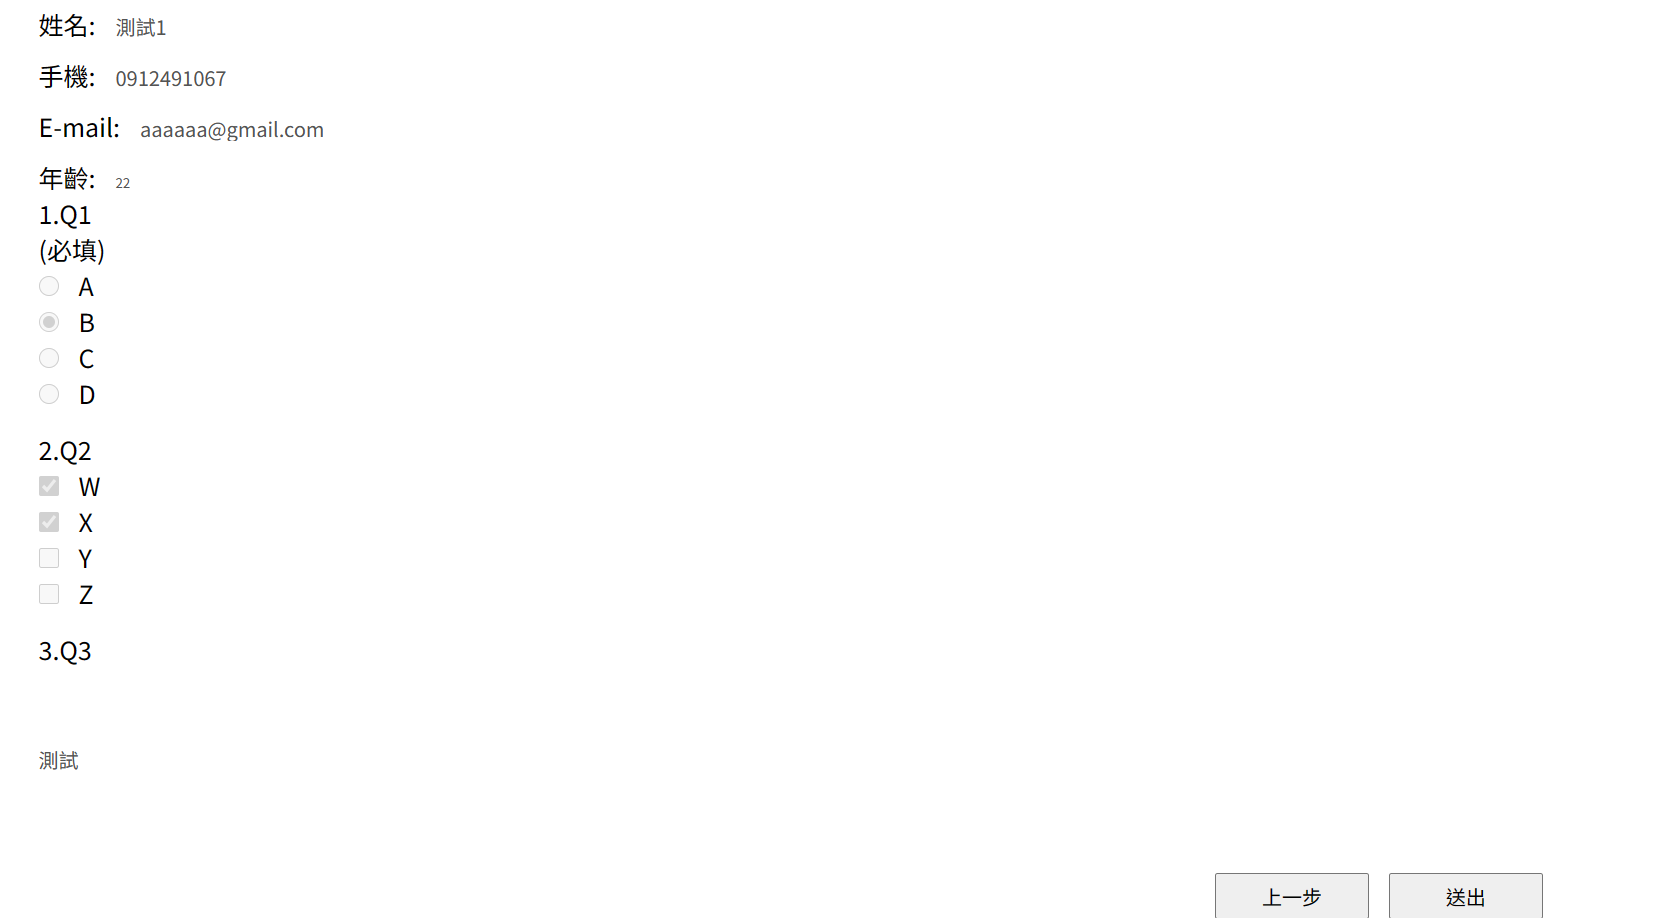 姓名: 測試1
手機: 0912491067
E-mail: aaaaaa@gmail.com
年齡: 22
1.Q1
(必填)
A
B
C
D
2.Q2
W
X
Y
Z
3.Q3
測試
上一步 送出